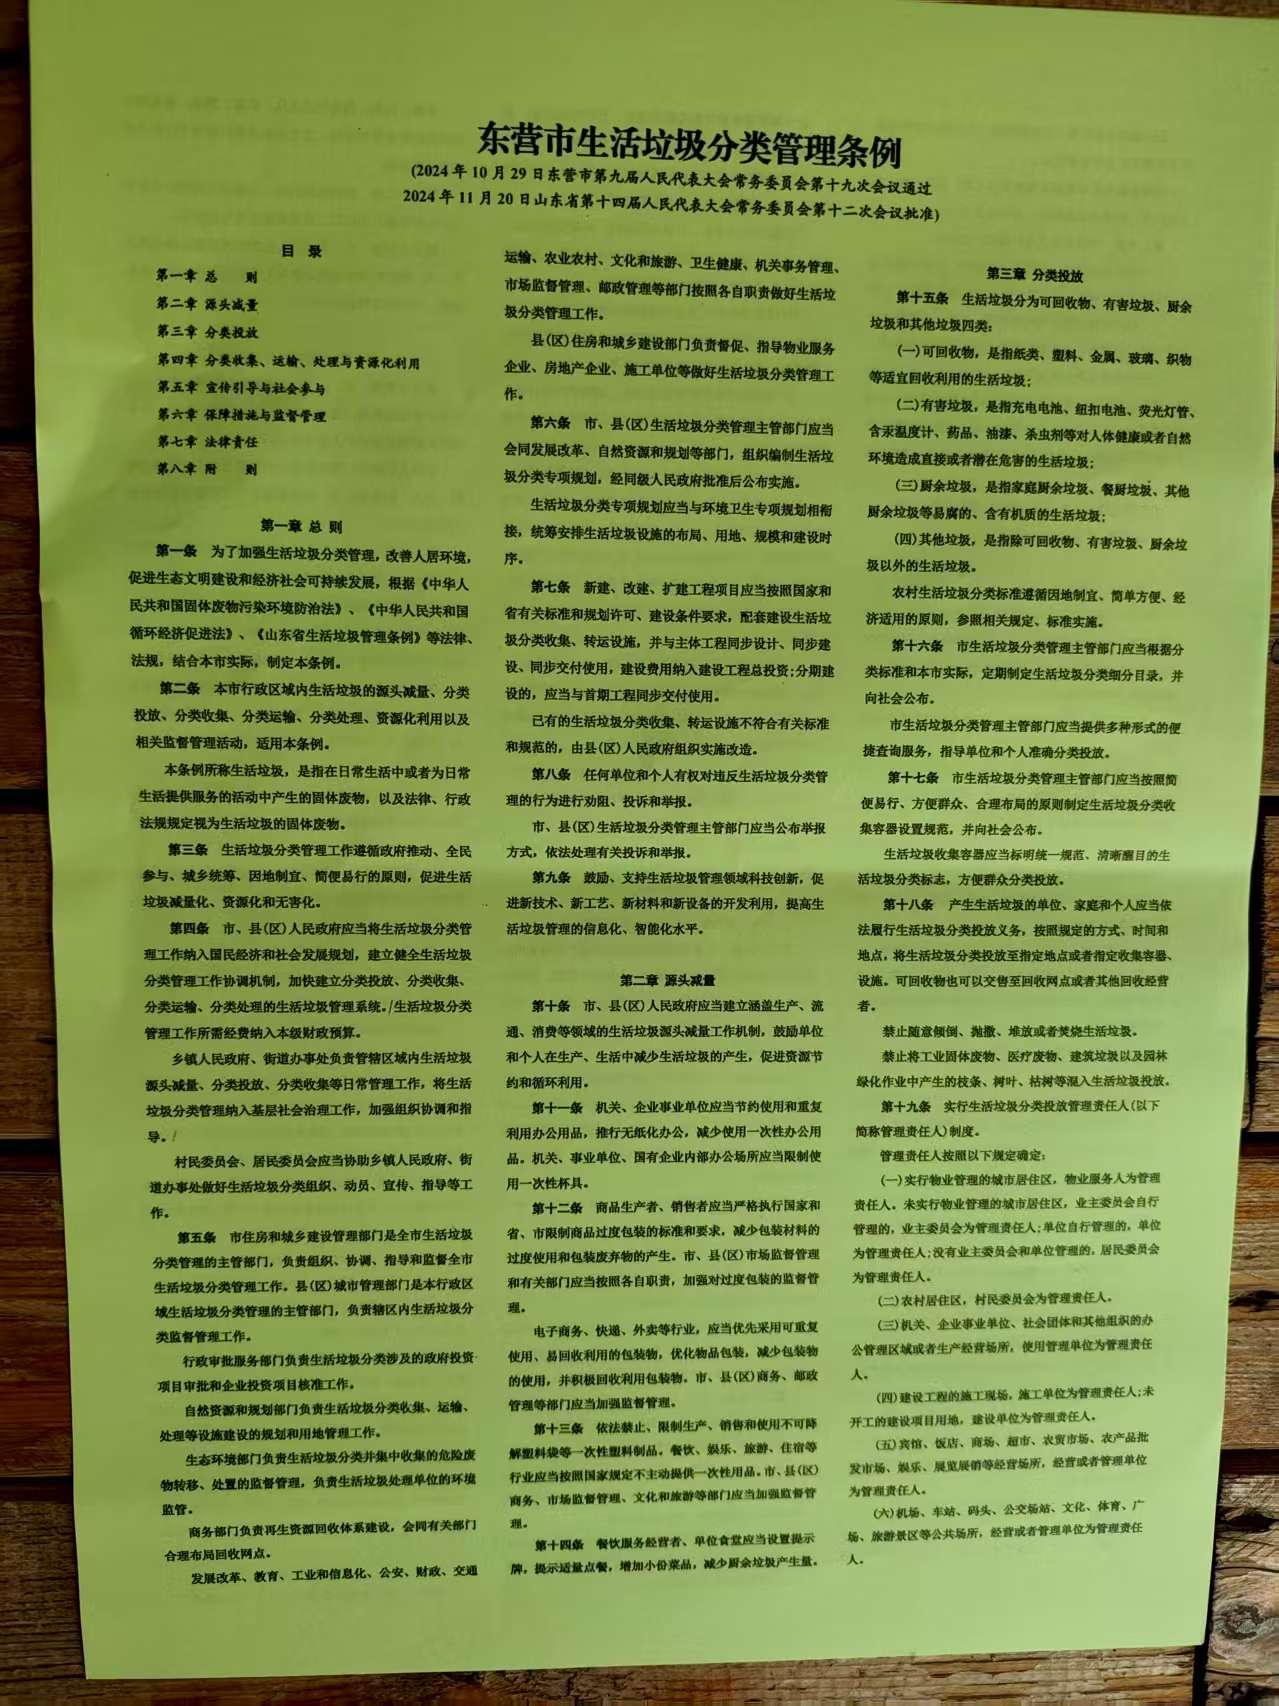 东营市生活垃圾分类管理条例
(2024年10月29日东营市第九届人民代表大会常务委员会第十九次会议通过
2024年11月20日山东省第十四届人民代表大会常务委员会第十二次会议批准)
目 录
第一章 总 则
第二章 源头减量
第三章 分类投放
第四章 分类收集、运输、处理与资源化利用
第五章 宣传引导与社会参与
第六章 保障措施与监督管理
第七章 法律责任
第八章 附 则
第一章 总 则
第一条 为了加强生活垃圾分类管理，改善人居环境，
促进生态文明建设和经济社会可持续发展，根据《中华人
民共和国固体废物污染环境防治法》、《中华人民共和国
循环经济促进法》、《山东省生活垃圾管理条例》等法律、
法规，结合本市实际，制定本条例。
第二条 本市行政区域内生活垃圾的源头减量、分类
投放、分类收集、分类运输、分类处理、资源化利用以及
相关监督管理活动，适用本条例。
本条例所称生活垃圾，是指在日常生活中或者为日常
生活提供服务的活动中产生的固体废物，以及法律、行政
法规规定视为生活垃圾的固体废物。
第三条 生活垃圾分类管理工作遵循政府推动、全民
参与、城乡统筹、因地制宜、简便易行的原则，促进生活
垃圾减量化、资源化和无害化。
第四条 市、县(区)人民政府应当将生活垃圾分类管
理工作纳入国民经济和社会发展规划，建立健全生活垃圾
分类管理工作协调机制，加快建立分类投放、分类收集、
分类运输、分类处理的生活垃圾管理系统。/生活垃圾分类
管理工作所需经费纳入本级财政预算。
乡镇人民政府、街道办事处负责管辖区域内生活垃圾
源头减量、分类投放、分类收集等日常管理工作，将生活
垃圾分类管理纳入基层社会治理工作，加强组织协调和指
导。/
村民委员会、居民委员会应当协助乡镇人民政府、街
道办事处做好生活垃圾分类组织、动员、宣传、指导等工
作。
第五条 市住房和城乡建设管理部门是全市生活垃圾
分类管理的主管部门，负责组织、协调、指导和监督全市
生活垃圾分类管理工作。县(区)城市管理部门是本行政区
域生活垃圾分类管理的主管部门，负责辖区内生活垃圾分
类监督管理工作。
行政审批服务部门负责生活垃圾分类涉及的政府投资
项目审批和企业投资项目核准工作。
自然资源和规划部门负责生活垃圾分类收集、运输、
处理等设施建设的规划和用地管理工作。
生态环境部门负责生活垃圾分类并集中收集的危险废
物转移、处置的监督管理，负责生活垃圾处理单位的环境
监管。
商务部门负责再生资源回收体系建设，会同有关部门
合理布局回收网点。
发展改革、教育、工业和信息化、公安、财政、交通
运输、农业农村、文化和旅游、卫生健康、机关事务管理、
市场监督管理、邮政管理等部门按照各自职责做好生活垃
圾分类管理工作。
县(区)住房和城乡建设部门负责督促、指导物业服务
企业、房地产企业、施工单位等做好生活垃圾分类管理工
作。
第六条 市、县(区)生活垃圾分类管理主管部门应当
会同发展改革、自然资源和规划等部门，组织编制生活垃
圾分类专项规划，经同级人民政府批准后公布实施。
生活垃圾分类专项规划应当与环境卫生专项规划相衔
接，统筹安排生活垃圾设施的布局、用地、规模和建设时
序。
第七条 新建、改建、扩建工程项目应当按照国家和
省有关标准和规划许可、建设条件要求，配套建设生活垃
圾分类收集、转运设施，并与主体工程同步设计、同步建
设、同步交付使用，建设费用纳入建设工程总投资;分期建
设的，应当与首期工程同步交付使用。
已有的生活垃圾分类收集、转运设施不符合有关标准
和规范的，由县(区)人民政府组织实施改造。
第八条 任何单位和个人有权对违反生活垃圾分类管
理的行为进行劝阻、投诉和举报。
市、县(区)生活垃圾分类管理主管部门应当公布举报
方式，依法处理有关投诉和举报。
第九条 鼓励、支持生活垃圾管理领域科技创新，促
进新技术、新工艺、新材料和新设备的开发利用，提高生
活垃圾管理的信息化、智能化水平。
第二章 源头减量
第十条 市、县(区)人民政府应当建立涵盖生产、流
通、消费等领域的生活垃圾源头减量工作机制，鼓励单位
和个人在生产、生活中减少生活垃圾的产生，促进资源节
约和循环利用。
第十一条 机关、企业事业单位应当节约使用和重复
利用办公用品，推行无纸化办公，减少使用一次性办公用
品。机关、事业单位、国有企业内部办公场所应当限制使
用一次性杯具。
第十二条 商品生产者、销售者应当严格执行国家和
省、市限制商品过度包装的标准和要求，减少包装材料的
过度使用和包装废弃物的产生。市、县(区)市场监督管理
和有关部门应当按照各自职责，加强对过度包装的监督管
理。
电子商务、快递、外卖等行业，应当优先采用可重复
使用、易回收利用的包装物，优化物品包装，减少包装物
的使用，并积极回收利用包装物。市、县(区)商务、邮政
管理等部门应当加强监督管理。
第十三条 依法禁止、限制生产、销售和使用不可降
解塑料袋等一次性塑料制品。餐饮、娱乐、旅游、住宿等
行业应当按照国家规定不主动提供一次性用品。市、县(区)
商务、市场监督管理、文化和旅游等部门应当加强监督管
理。
第十四条 餐饮服务经营者、单位食堂应当设置提示
牌，提示适量点餐，增加小份菜品，减少厨余垃圾产生量。
第三章 分类投放
第十五条 生活垃圾分为可回收物、有害垃圾、厨余
垃圾和其他垃圾四类:
(一)可回收物，是指纸类、塑料、金属、玻璃、织物
等适宜回收利用的生活垃圾;
(二)有害垃圾，是指充电电池、纽扣电池、荧光灯管、
含汞温度计、药品、油漆、杀虫剂等对人体健康或者自然
环境造成直接或者潜在危害的生活垃圾;
(三)厨余垃圾，是指家庭厨余垃圾、餐厨垃圾、其他
厨余垃圾等易腐的、含有机质的生活垃圾;
(四)其他垃圾，是指除可回收物、有害垃圾、厨余垃
圾以外的生活垃圾。
农村生活垃圾分类标准遵循因地制宜、简单方便、经
济适用的原则，参照相关规定、标准实施。
第十六条 市生活垃圾分类管理主管部门应当根据分
类标准和本市实际，定期制定生活垃圾分类细分目录，并
向社会公布。
市生活垃圾分类管理主管部门应当提供多种形式的便
捷查询服务，指导单位和个人准确分类投放。
第十七条 市生活垃圾分类管理主管部门应当按照简
便易行、方便群众、合理布局的原则制定生活垃圾分类收
集容器设置规范，并向社会公布。
生活垃圾收集容器应当标明统一规范、清晰醒目的生
活垃圾分类标志，方便群众分类投放。
第十八条 产生生活垃圾的单位、家庭和个人应当依
法履行生活垃圾分类投放义务，按照规定的方式、时间和
地点，将生活垃圾分类投放至指定地点或者指定收集容器、
设施。可回收物也可以交售至回收网点或者其他回收经营
者。
禁止随意倾倒、抛撒、堆放或者焚烧生活垃圾。
禁止将工业固体废物、医疗废物、建筑垃圾以及园林
绿化作业中产生的枝条、树叶、枯树等混入生活垃圾投放。
第十九条 实行生活垃圾分类投放管理责任人(以下
简称管理责任人)制度。
管理责任人按照以下规定确定:
(一)实行物业管理的城市居住区，物业服务人为管理
责任人。未实行物业管理的城市居住区，业主委员会自行
管理的，业主委员会为管理责任人;单位自行管理的，单位
为管理责任人;没有业主委员会和单位管理的，居民委员会
为管理责任人。
(二)农村居住区，村民委员会为管理责任人。
(三)机关、企业事业单位、社会团体和其他组织的办
公管理区域或者生产经营场所，使用管理单位为管理责任
人。
(四)建设工程的施工现场，施工单位为管理责任人;未
开工的建设项目用地，建设单位为管理责任人。
(五)宾馆、饭店、商场、超市、农贸市场、农产品批
发市场、娱乐、展览展销等经营场所，经营或者管理单位
为管理责任人。
(六)机场、车站、码头、公交场站、文化、体育、广
场、旅游景区等公共场所，经营或者管理单位为管理责任
人。